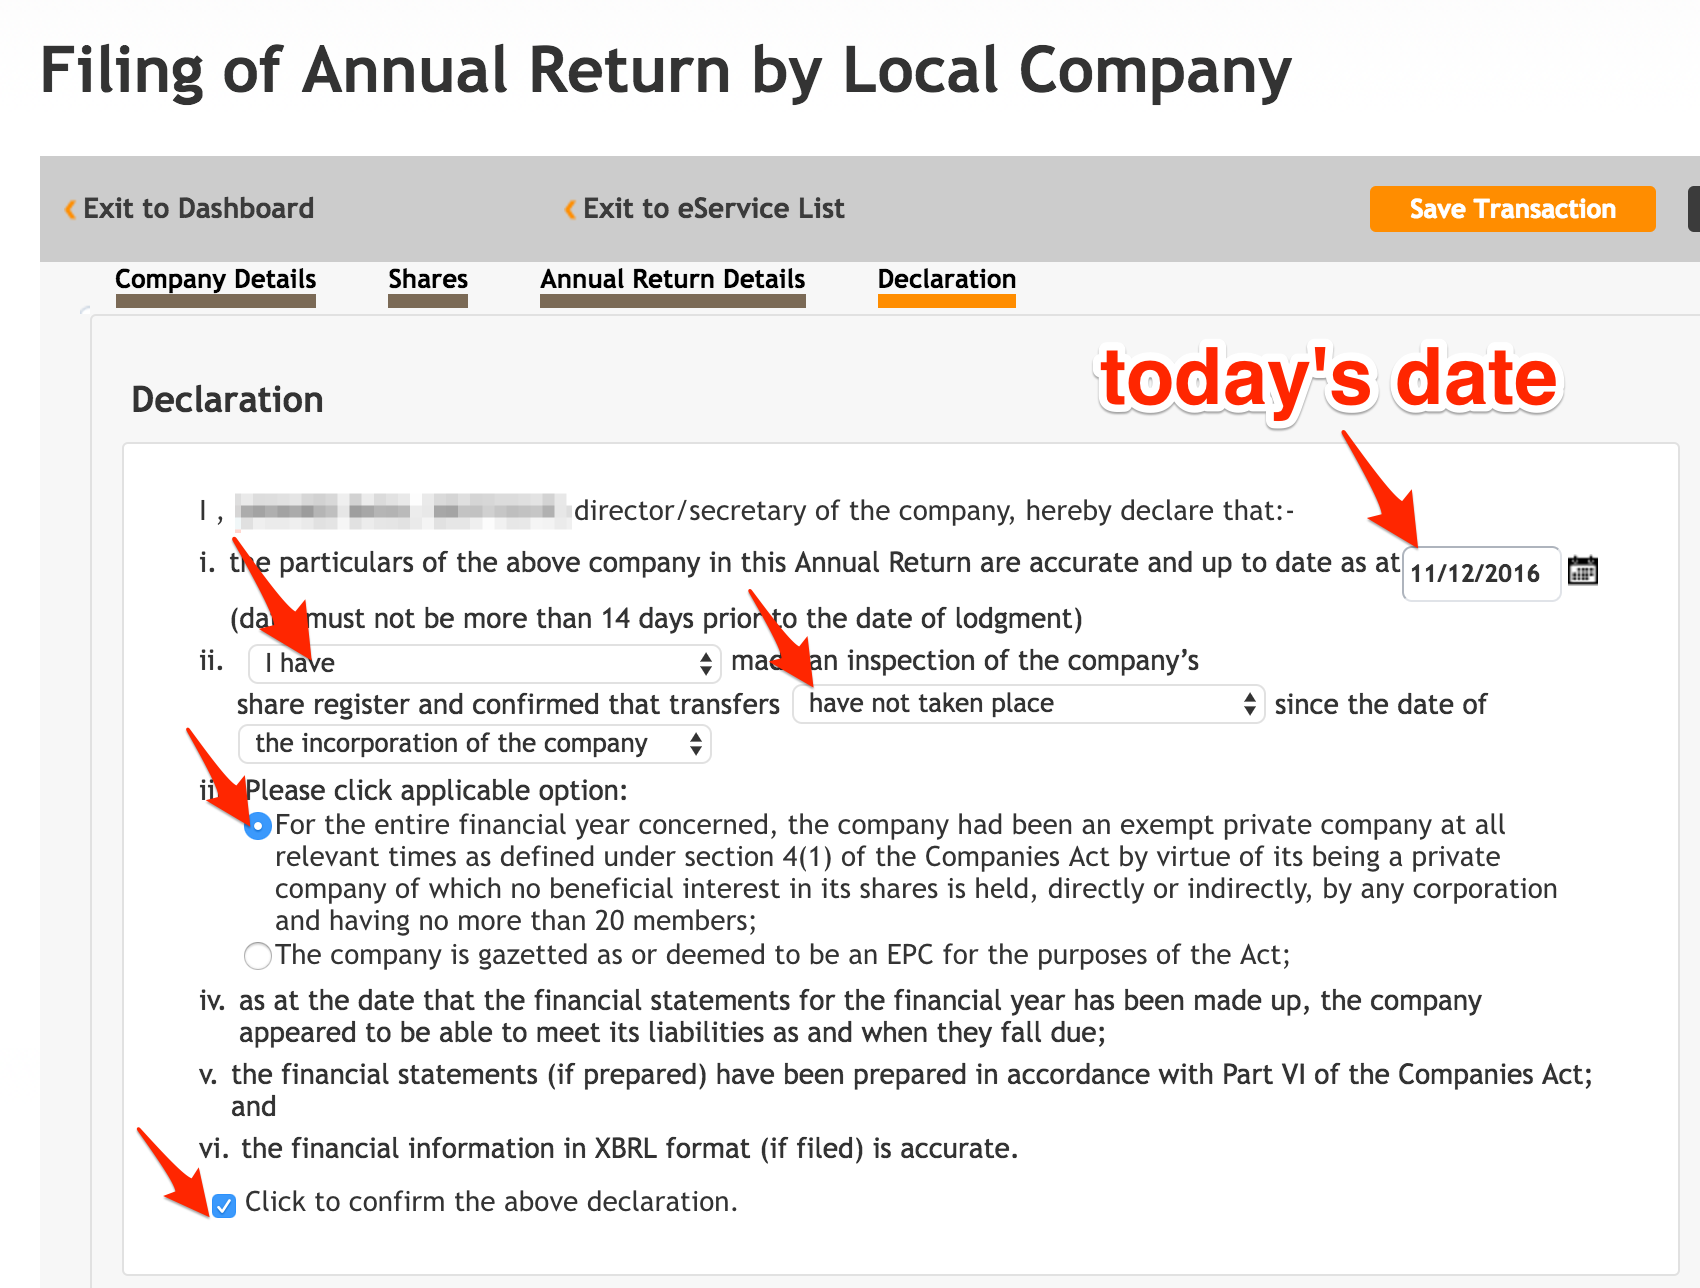 Filing of Annual Return by Local Company
Exit to Dashboard
Exit to eService List
Save Transaction
Company Details
Shares
Annual Return Details
Declaration
today's date
Declaration
I , director/secretary of the company, hereby declare that:-
i. the particulars of the above company in this Annual Return are accurate and up to date as at 11/12/2016
must not be more than 14 days prior to the date of lodgment)
ii. I have made an inspection of the company’s
share register and confirmed that transfers have not taken place since the date of
the incorporation of the company
Please click applicable option:
For the entire financial year concerned, the company had been an exempt private company at all
relevant times as defined under section 4(1) of the Companies Act by virtue of its being a private
company of which no beneficial interest in its shares is held, directly or indirectly, by any corporation
and having no more than 20 members;
The company is gazetted as or deemed to be an EPC for the purposes of the Act;
iv. as at the date that the financial statements for the financial year has been made up, the company
appeared to be able to meet its liabilities as and when they fall due;
v. the financial statements (if prepared) have been prepared in accordance with Part VI of the Companies Act;
and
vi. the financial information in XBRL format (if filed) is accurate.
Click to confirm the above declaration.